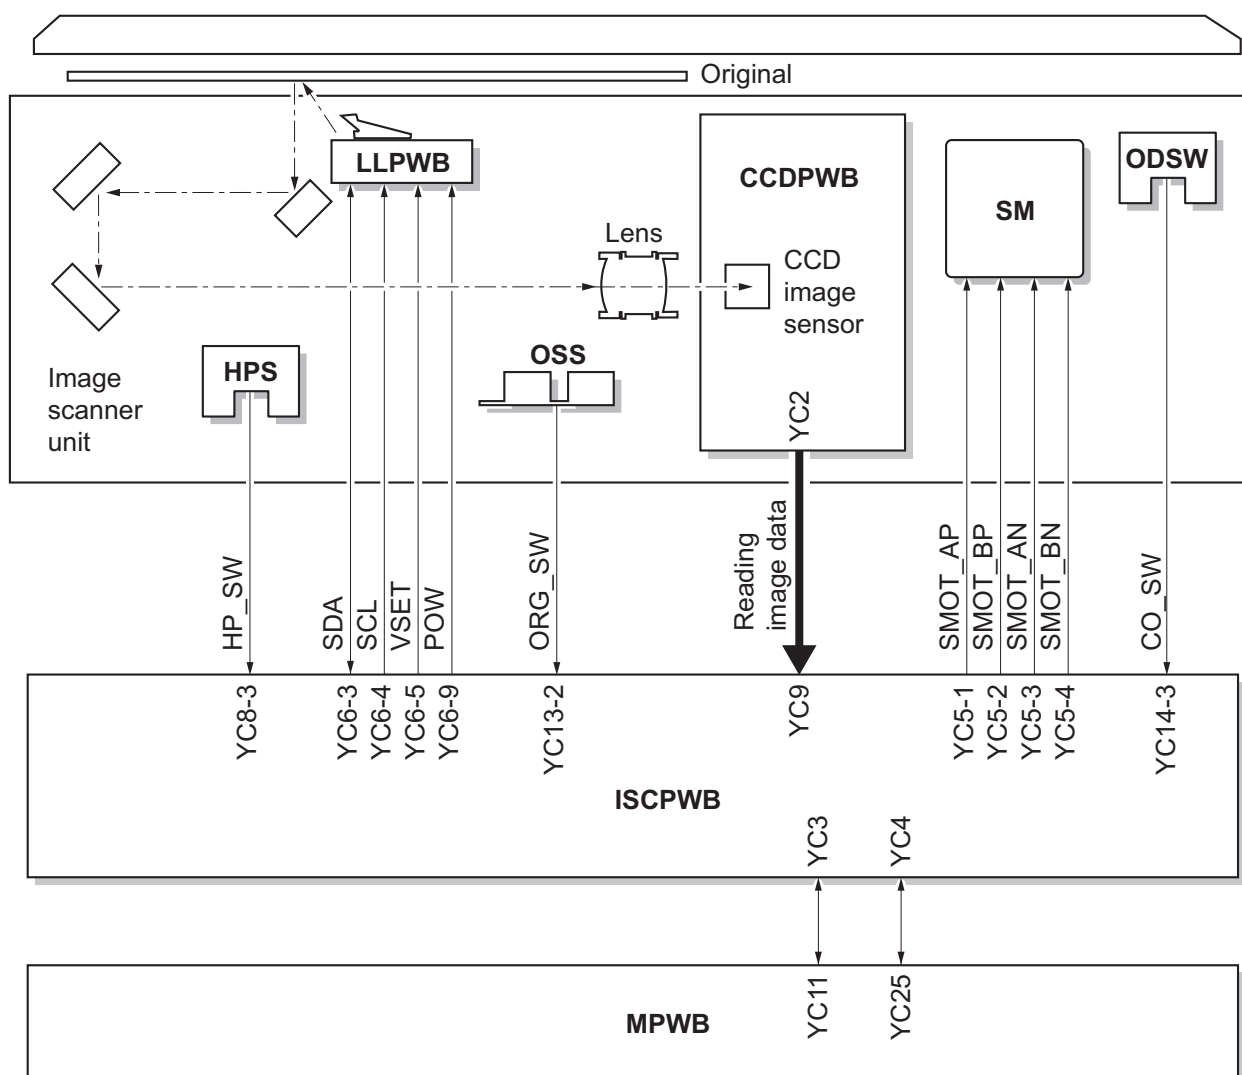 Original
LLPWB
CCDPWB
SM
ODSW
Lens
CCD
image
sensor
HPS
OSS
Image
scanner
unit
YC2
HP_SW
SDA
SCL
VSET
POW
ORG_SW
Reading
image data
SMOT_AP
SMOT_BP
SMOT_AN
SMOT_BN
CO_SW
YC8-3
YC6-3
YC6-4
YC6-5
YC6-9
YC13-2
YC9
YC5-1
YC5-2
YC5-3
YC5-4
YC14-3
ISCPWB
YC3
YC4
YC11
YC25
MPWB